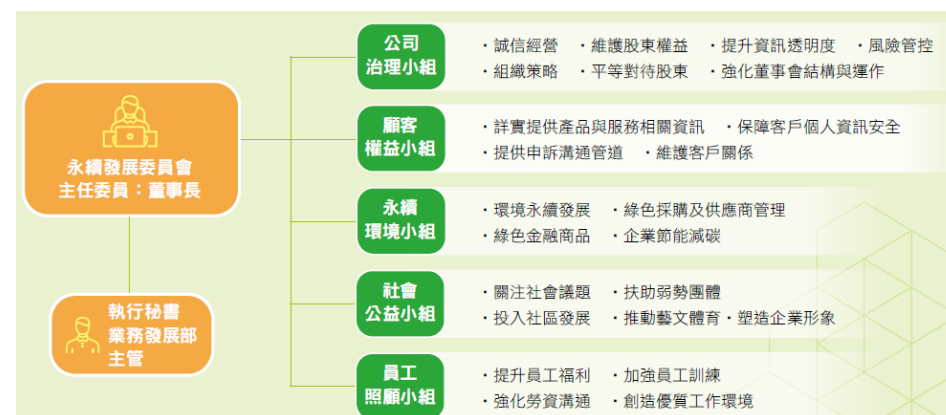 公司
治理小組
・誠信經營 ・維護股東權益 ・提升資訊透明度 ・風險管控
・組織策略 ・平等對待股東 ・強化董事會結構與運作
顧客
權益小組
・詳實提供產品與服務相關資訊 ・保障客戶個人資訊安全
・提供申訴溝通管道 ・維護客戶關係
永續發展委員會
主任委員：董事長
永續
環境小組
・環境永續發展 ・綠色採購及供應商管理
・綠色金融商品 ・企業節能減碳
社會
公益小組
・關注社會議題 ・扶助弱勢團體
・投入社區發展 ・推動藝文體育・塑造企業形象
執行秘書
業務發展部
主管
員工
照顧小組
・提升員工福利 ・加強員工訓練
・強化勞資溝通 ・創造優質工作環境